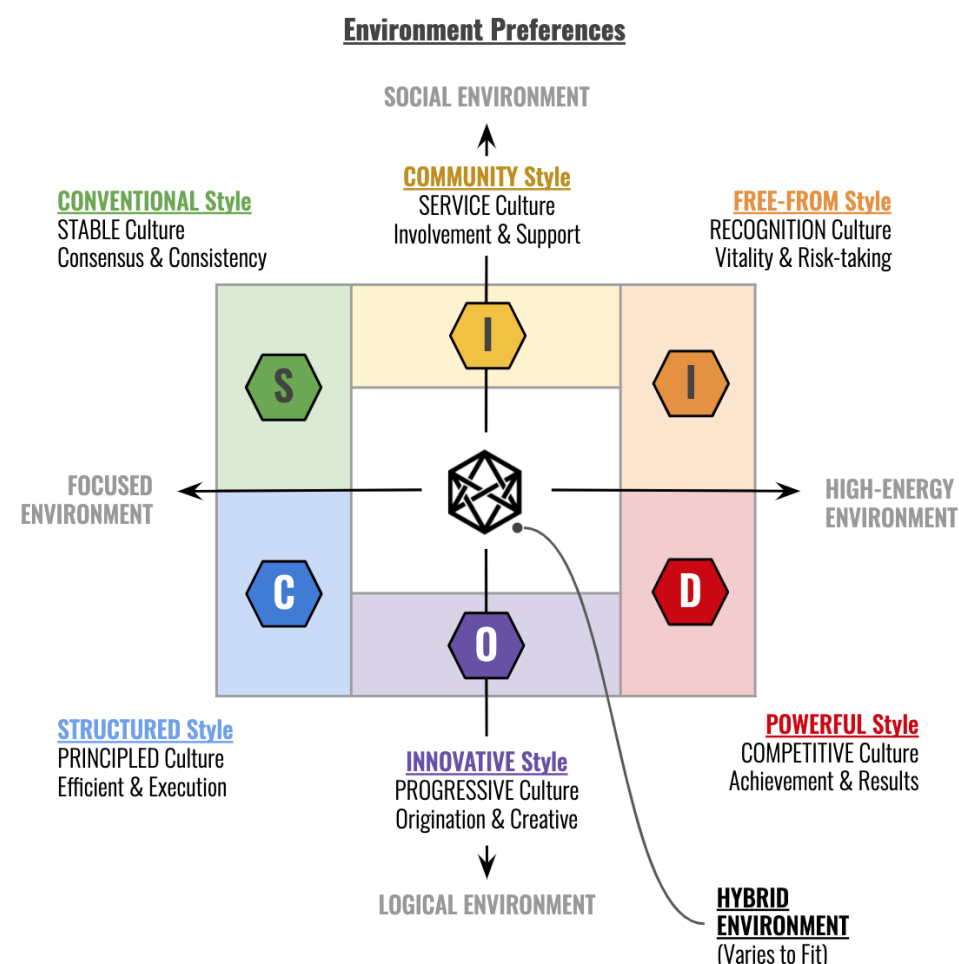 Environment Preferences
SOCIAL ENVIRONMENT
CONVENTIONAL Style
STABLE Culture
Consensus & Consistency
COMMUNITY Style
SERVICE Culture
Involvement & Support
FREE-FROM Style
RECOGNITION Culture
Vitality & Risk-taking
I
S
I
FOCUSED
ENVIRONMENT
HIGH-ENERGY
ENVIRONMENT
C
D
O
STRUCTURED Style
PRINCIPLED Culture
Efficient & Execution
INNOVATIVE Style
PROGRESSIVE Culture
Origination & Creative
POWERFUL Style
COMPETITIVE Culture
Achievement & Results
LOGICAL ENVIRONMENT
HYBRID
ENVIRONMENT
(Varies to Fit)